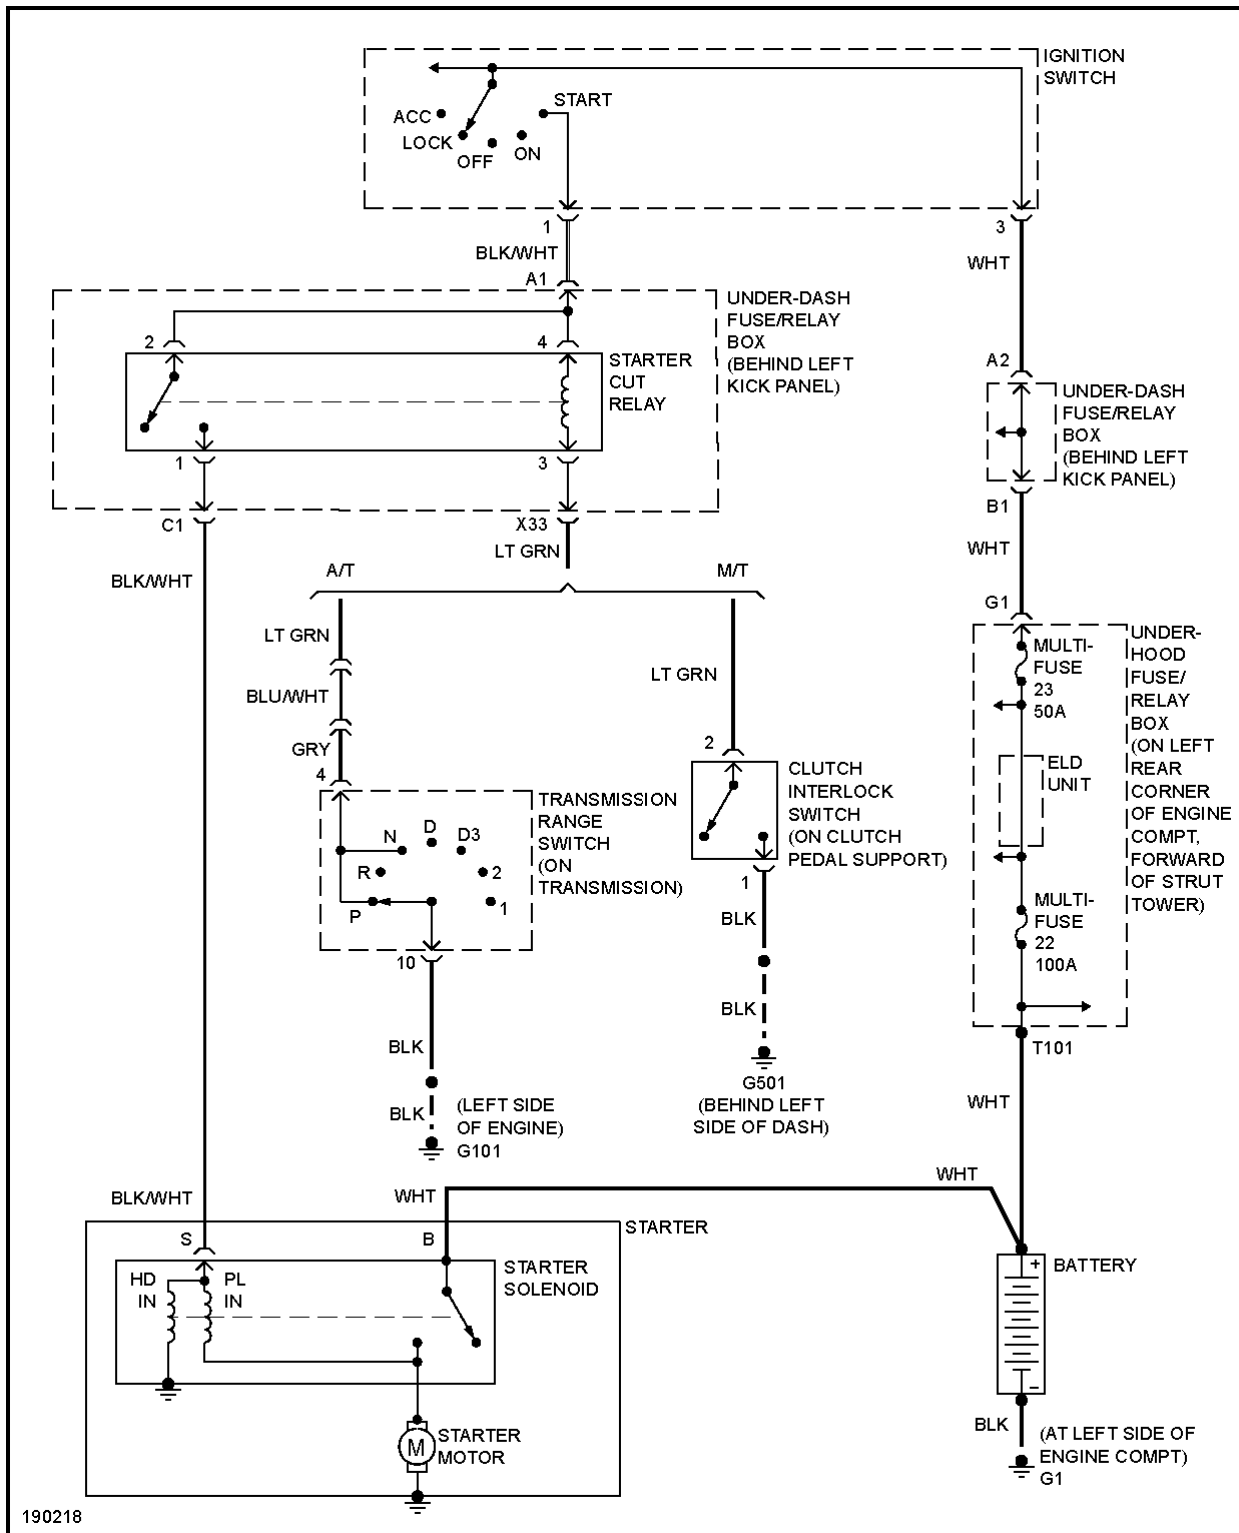 IGNITION
SWITCH
START
ACC
LOCK
OFF
ON
1
3
BLK/WHT
WHT
A1
UNDER-DASH
FUSE/RELAY
BOX
(BEHIND LEFT
KICK PANEL)
2
4
STARTER
CUT
RELAY
A2
UNDER-DASH
FUSE/RELAY
BOX
(BEHIND LEFT
KICK PANEL)
1
3
B1
C1
X33
LT GRN
WHT
BLK/WHT
A/T
M/T
G1
LT GRN
UNDER-
HOOD
FUSE/
RELAY
BOX
(ON LEFT
REAR
CORNER
OF ENGINE
COMPT,
FORWARD
OF STRUT
TOWER)
MULTI-
FUSE
23
50A
LT GRN
BLU/WHT
GRY
2
4
ELD
UNIT
CLUTCH
INTERLOCK
SWITCH
(ON CLUTCH
PEDAL SUPPORT)
TRANSMISSION
RANGE
SWITCH
(ON
TRANSMISSION)
N
D
D3
R
2
P
1
1
MULTI-
FUSE
22
100A
BLK
10
BLK
T101
BLK
G501
(BEHIND LEFT
SIDE OF DASH)
WHT
BLK
(LEFT SIDE
OF ENGINE)
G101
WHT
BLK/WHT
WHT
STARTER
S
B
STARTER
SOLENOID
HD
IN
PL
IN
+
BATTERY
–
BLK
(AT LEFT SIDE OF
ENGINE COMPT)
G1
M
STARTER
MOTOR
190218